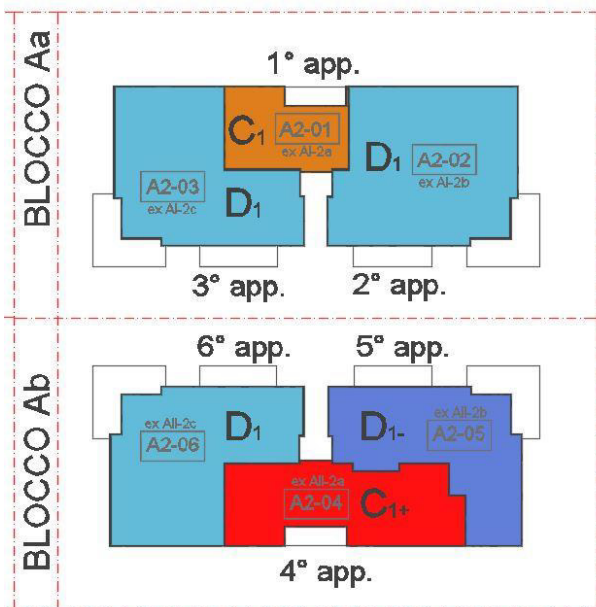 BLOCCO Aa
1° app.
C1
A2-01
ex AI-2a
D1
A2-02
ex AI-2b
A2-03
ex AI-2c
D1
3° app.
2° app.
BLOCCO Ab
6° app.
5° app.
ex AII-2c
A2-06
D1
D1-
ex AII-2b
A2-05
ex AII-2a
A2-04
C1+
4° app.